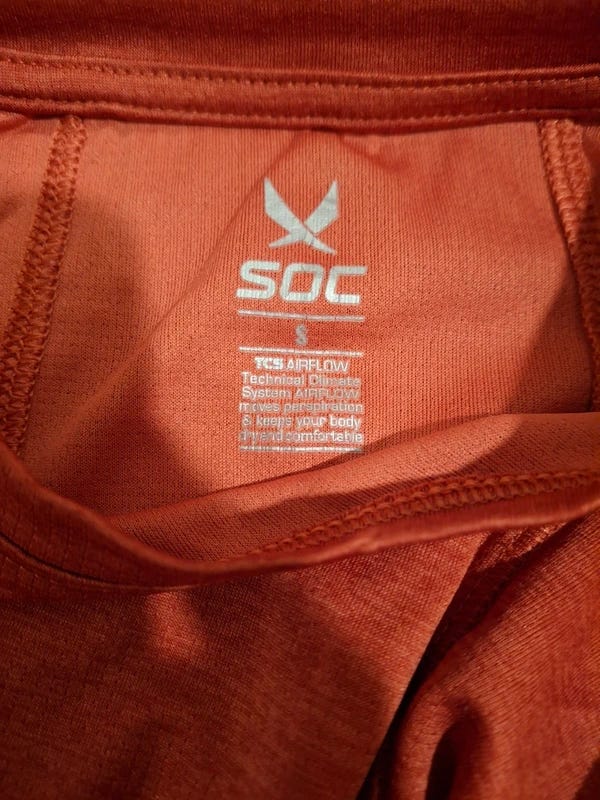 SOC
S
TCS AIRFLOW
Technical Climate
System AIRFLOW
moves perspiration
& keeps your body
dry and comfortable